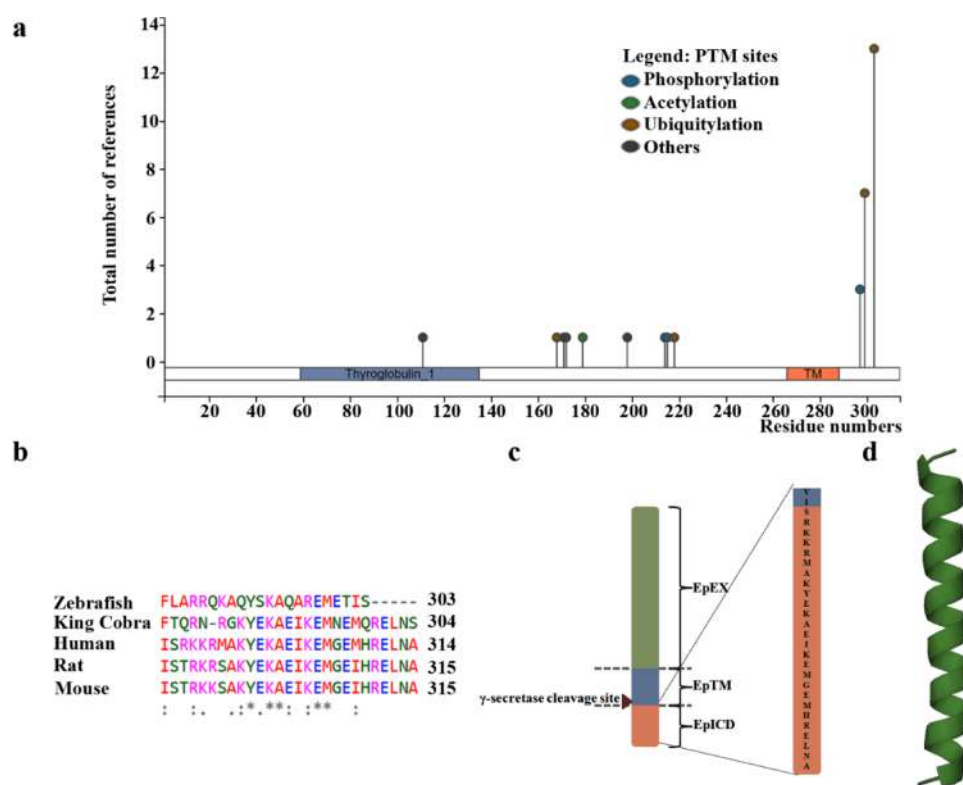 a
14
12
10
8
6
4
2
0
Total number of references
Legend: PTM sites
Phosphorylation
Acetylation
Ubiquitylation
Others
Thyroglobulin_1
TM
20 40 60 80 100 120 140 160 180 200 220 240 260 280 300
Residue numbers
b
Zebrafish FLARRQKAQYSKAQAREMETIS----- 303
King Cobra FTQRN-RGKYEKAEIKEMNEMQRELNS 304
Human ISRKKRMAKYEKAEIKEMGEMHRELNA 314
Rat ISTRKRSAKYEKAEIKEMGEIHRELNA 315
Mouse ISTRKKSAKYEKAEIKEMGEIHRELNA 315
: :. .:*.**: :** :
c
EpEX
EpTM
γ-secretase cleavage site
EpICD
V
I
S
R
K
K
R
M
A
K
Y
E
K
A
E
I
K
E
M
G
E
M
H
R
E
L
N
A
d